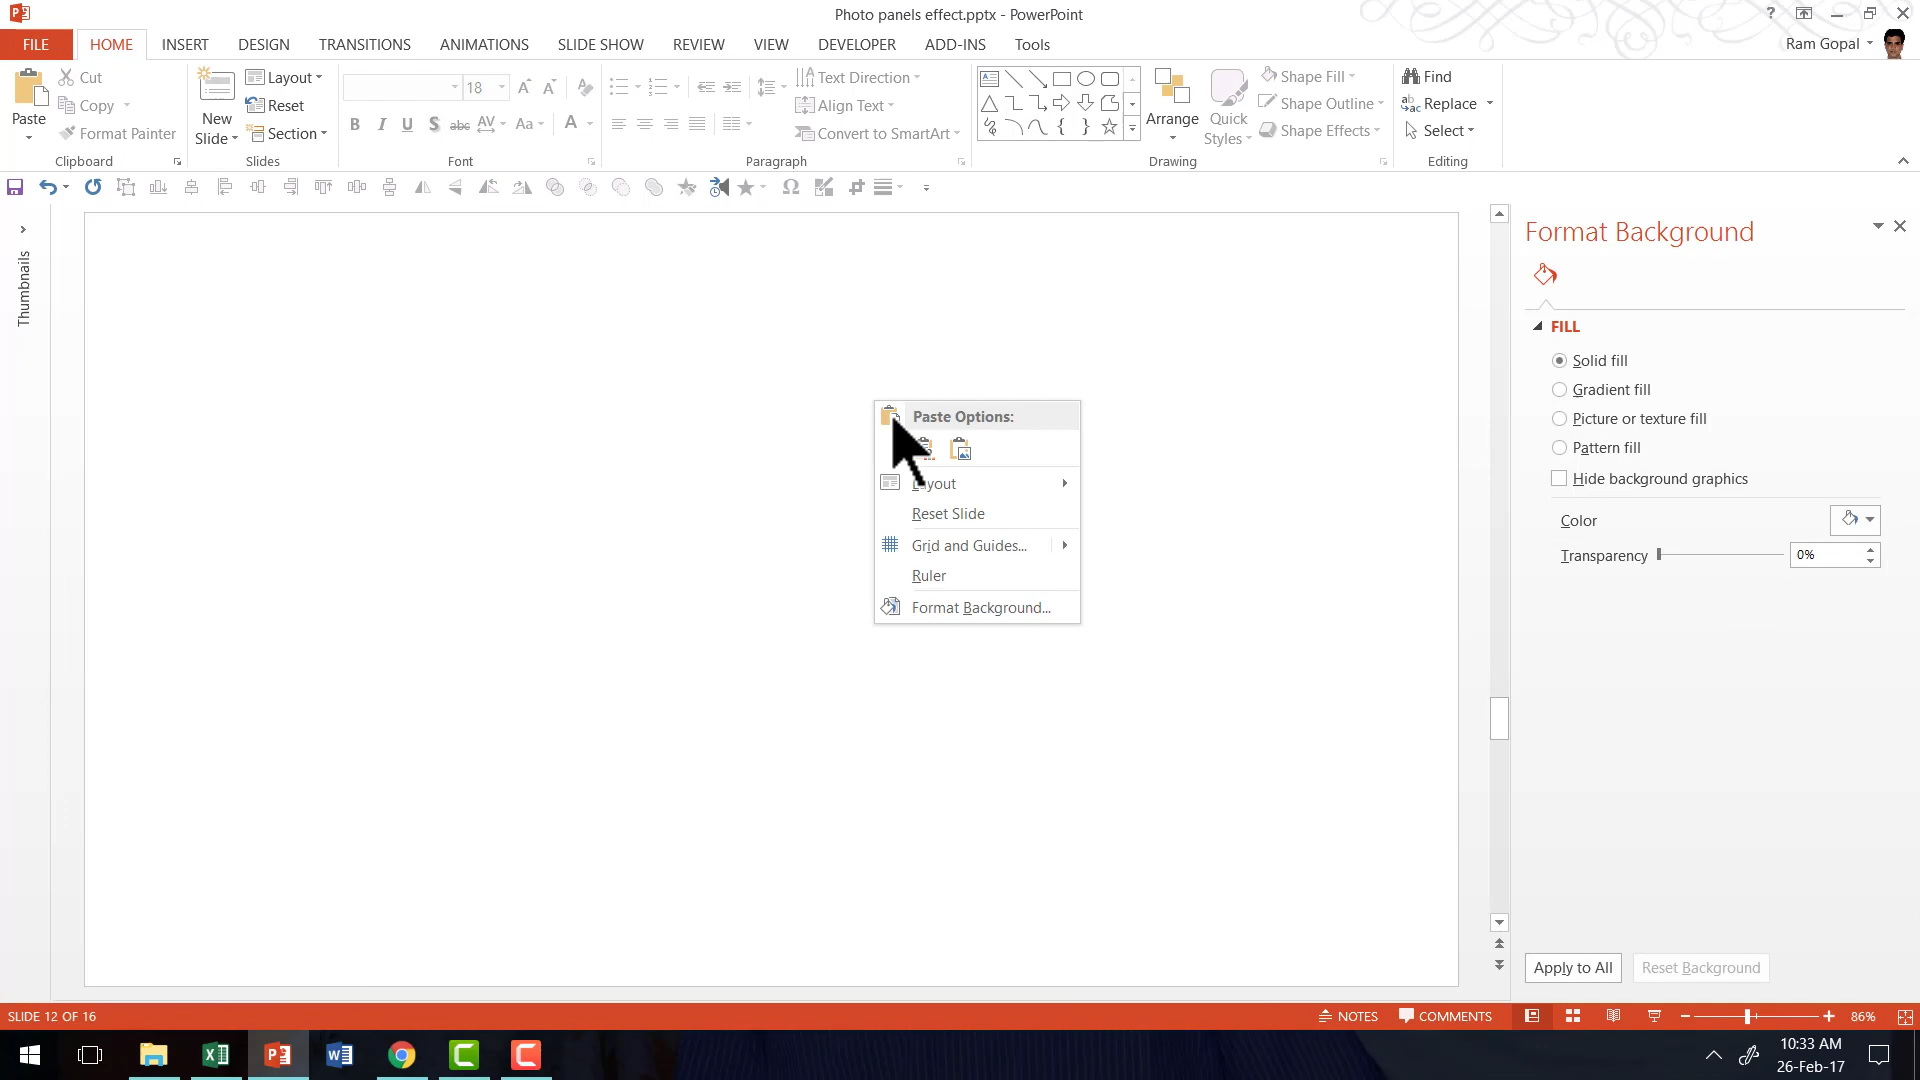 Photo panels effect.pptx - PowerPoint
FILE HOME INSERT DESIGN TRANSITIONS ANIMATIONS SLIDE SHOW REVIEW VIEW DEVELOPER ADD-INS Tools Ram Gopal
Paste
Cut
Copy
Format Painter
Clipboard
New
Slide
Layout
Reset
Section
Slides
18
B I U S abc AV Aa A
Font
Text Direction
Align Text
Convert to SmartArt
Paragraph
Arrange
Quick
Styles
Shape Fill
Shape Outline
Shape Effects
Drawing
Find
Replace
Select
Editing
Thumbnails
Paste Options:
Layout
Reset Slide
Grid and Guides...
Ruler
Format Background...
Format Background
FILL
Solid fill
Gradient fill
Picture or texture fill
Pattern fill
Hide background graphics
Color
Transparency 0%
Apply to All Reset Background
SLIDE 12 OF 16 NOTES COMMENTS 86%
10:33 AM
26-Feb-17